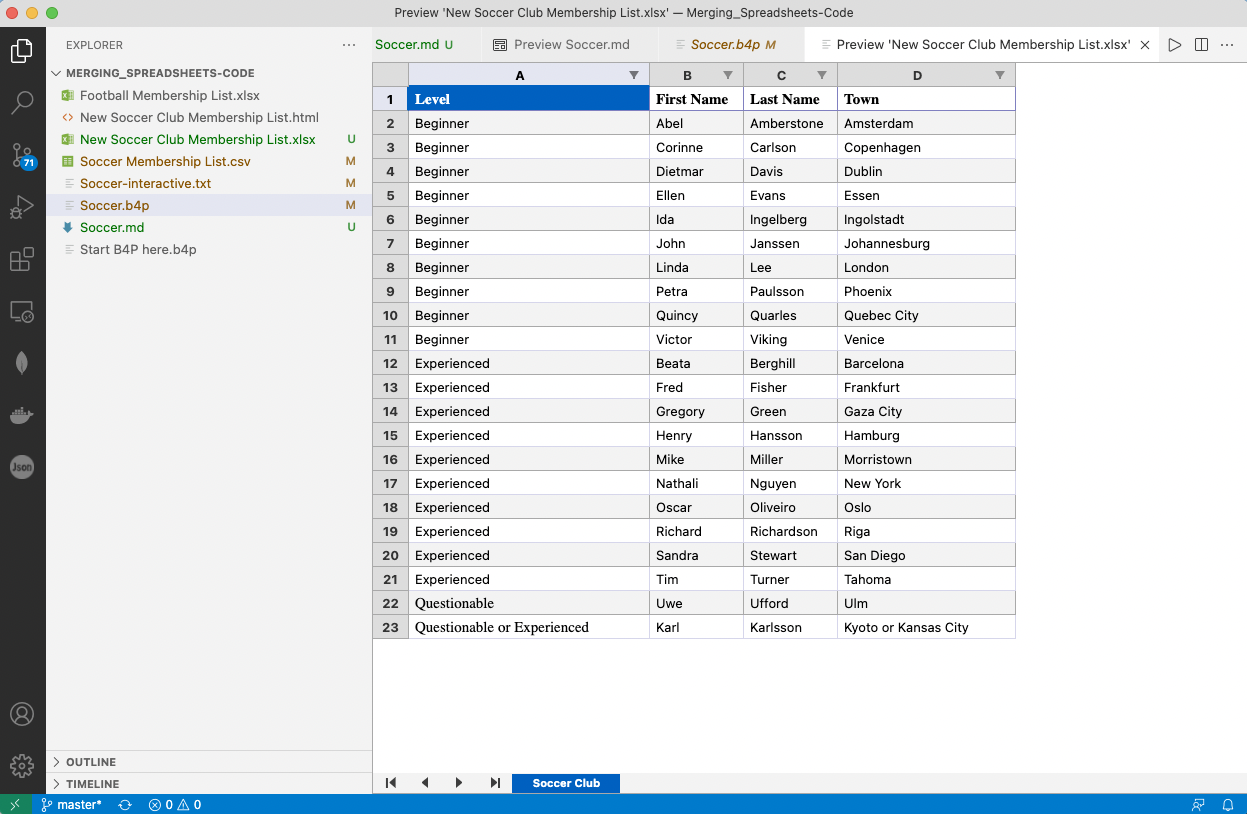 Preview 'New Soccer Club Membership List.xlsx' — Merging_Spreadsheets-Code
EXPLORER
MERGING_SPREADSHEETS-CODE
Football Membership List.xlsx
New Soccer Club Membership List.html
New Soccer Club Membership List.xlsx U
Soccer Membership List.csv M
Soccer-interactive.txt M
Soccer.b4p M
Soccer.md U
Start B4P here.b4p
OUTLINE
TIMELINE
71
Json
Soccer.md U Preview Soccer.md Soccer.b4p M Preview 'New Soccer Club Membership List.xlsx'
A B C D
1 Level First Name Last Name Town
2 Beginner Abel Amberstone Amsterdam
3 Beginner Corinne Carlson Copenhagen
4 Beginner Dietmar Davis Dublin
5 Beginner Ellen Evans Essen
6 Beginner Ida Ingelberg Ingolstadt
7 Beginner John Janssen Johannesburg
8 Beginner Linda Lee London
9 Beginner Petra Paulsson Phoenix
10 Beginner Quincy Quarles Quebec City
11 Beginner Victor Viking Venice
12 Experienced Beata Berghill Barcelona
13 Experienced Fred Fisher Frankfurt
14 Experienced Gregory Green Gaza City
15 Experienced Henry Hansson Hamburg
16 Experienced Mike Miller Morristown
17 Experienced Nathali Nguyen New York
18 Experienced Oscar Oliveiro Oslo
19 Experienced Richard Richardson Riga
20 Experienced Sandra Stewart San Diego
21 Experienced Tim Turner Tahoma
22 Questionable Uwe Ufford Ulm
23 Questionable or Experienced Karl Karlsson Kyoto or Kansas City
Soccer Club
master* 0 0